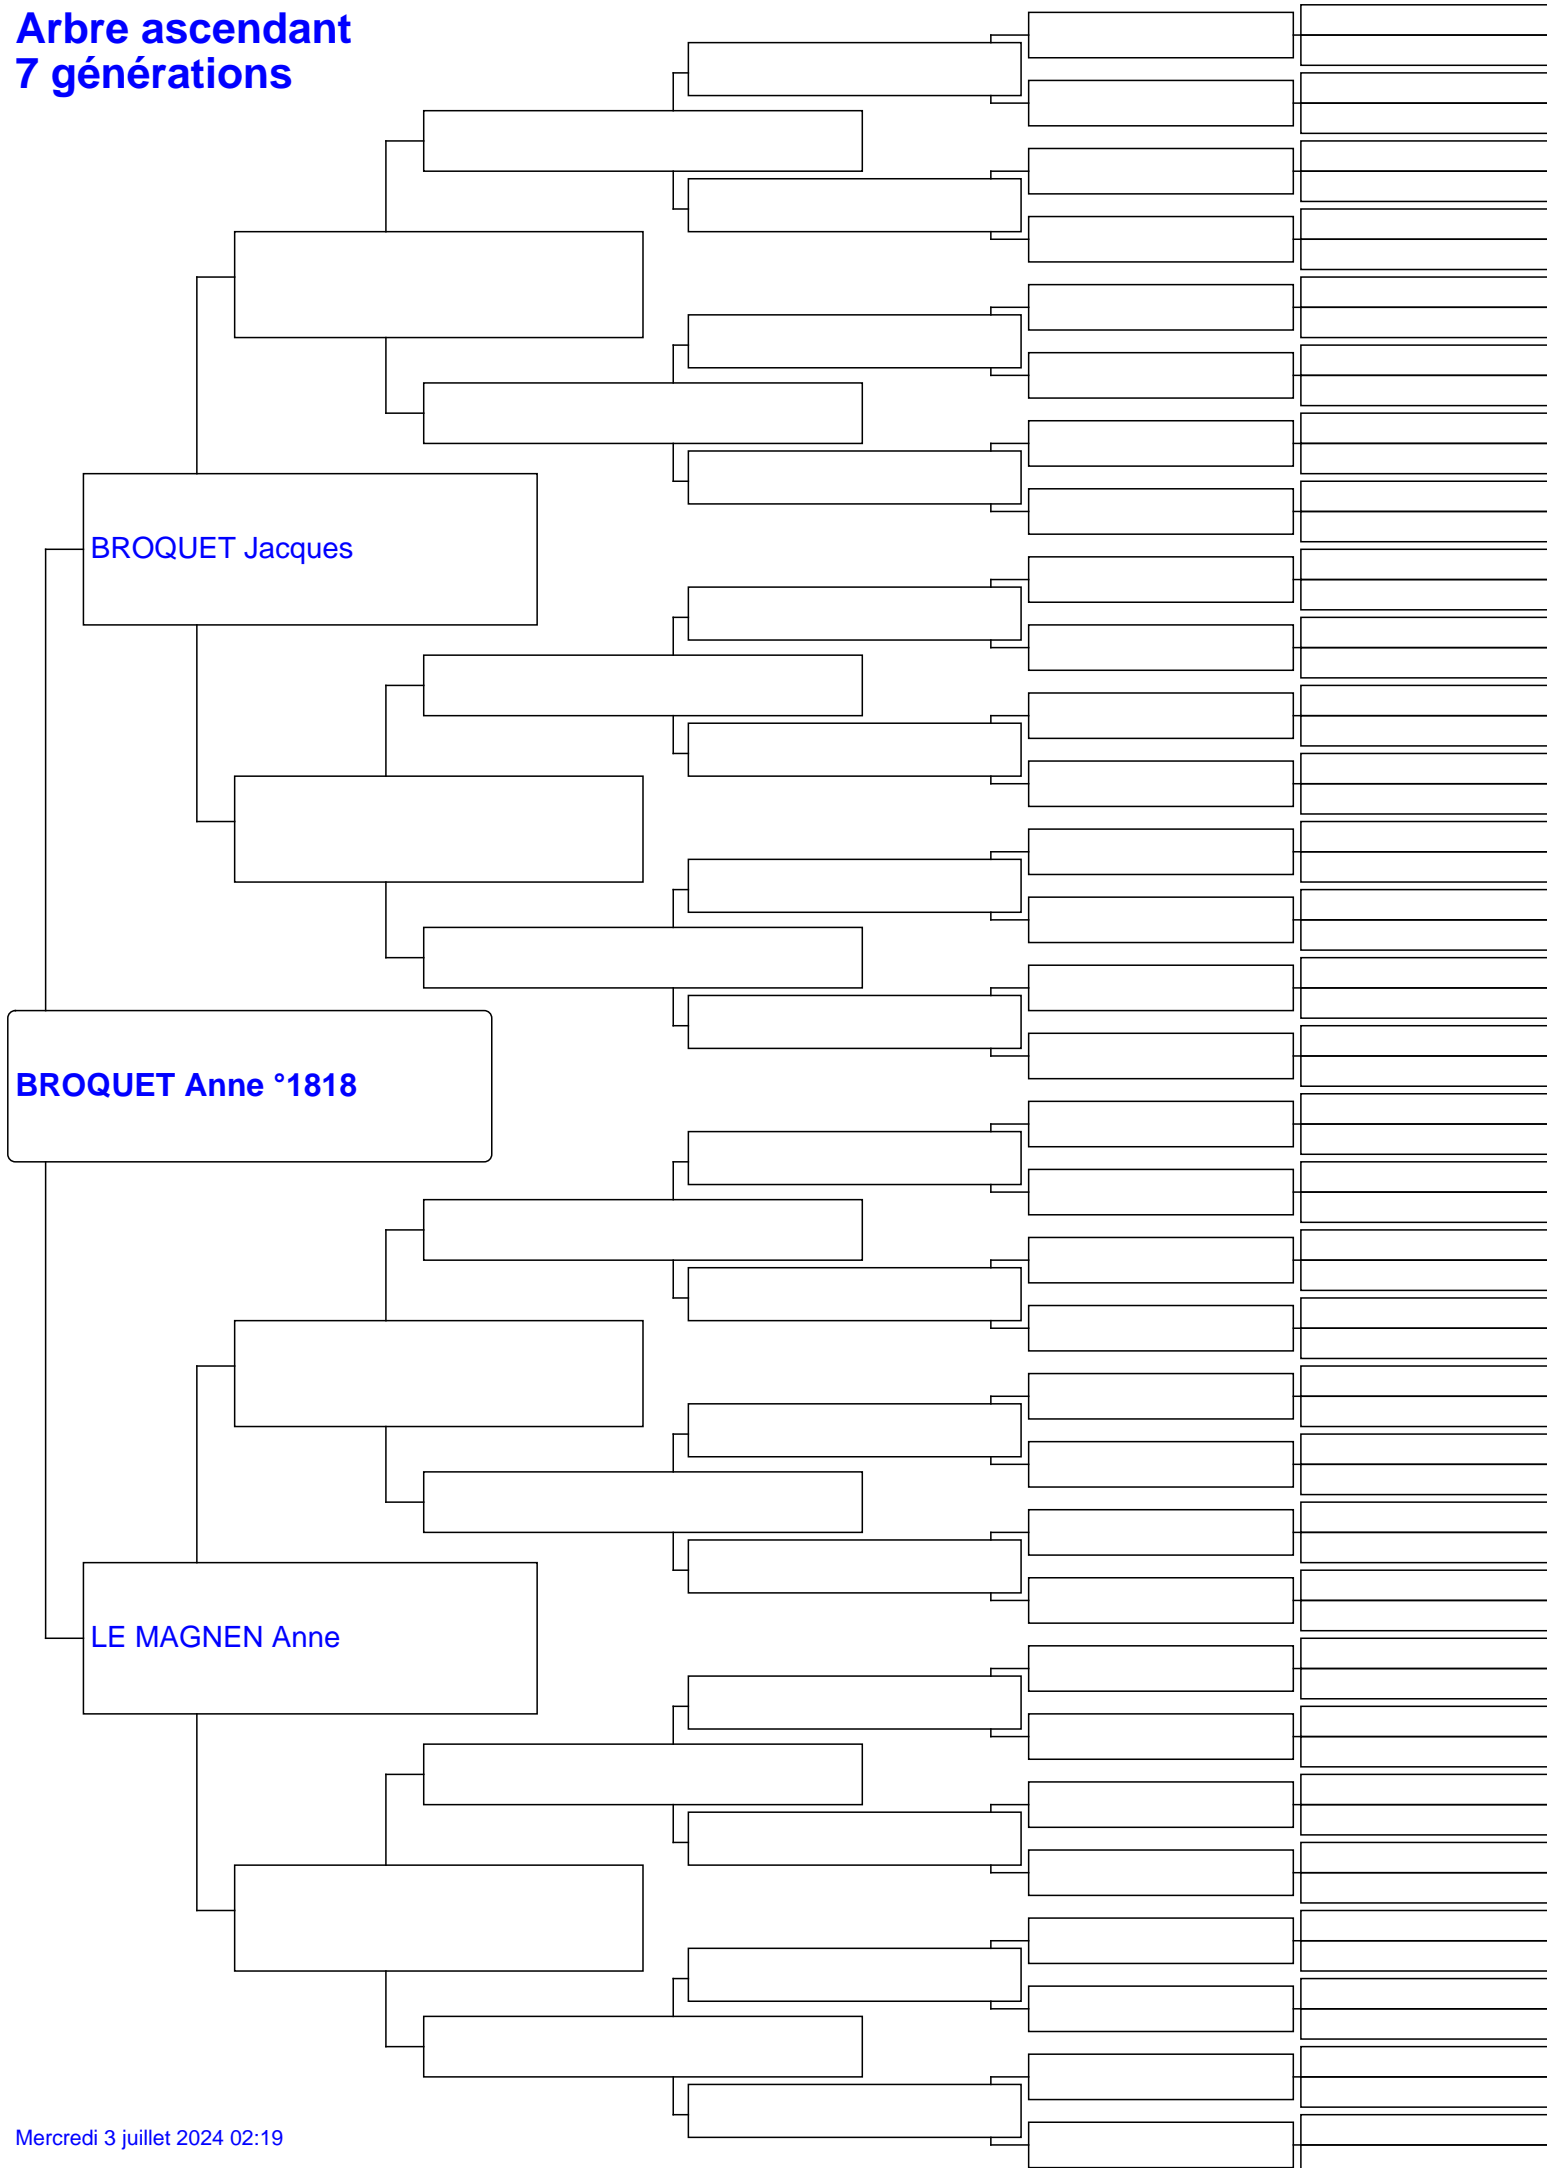 Arbre ascendant
7 générations
BROQUET Jacques
BROQUET Anne °1818
LE MAGNEN Anne
Mercredi 3 juillet 2024 02:19